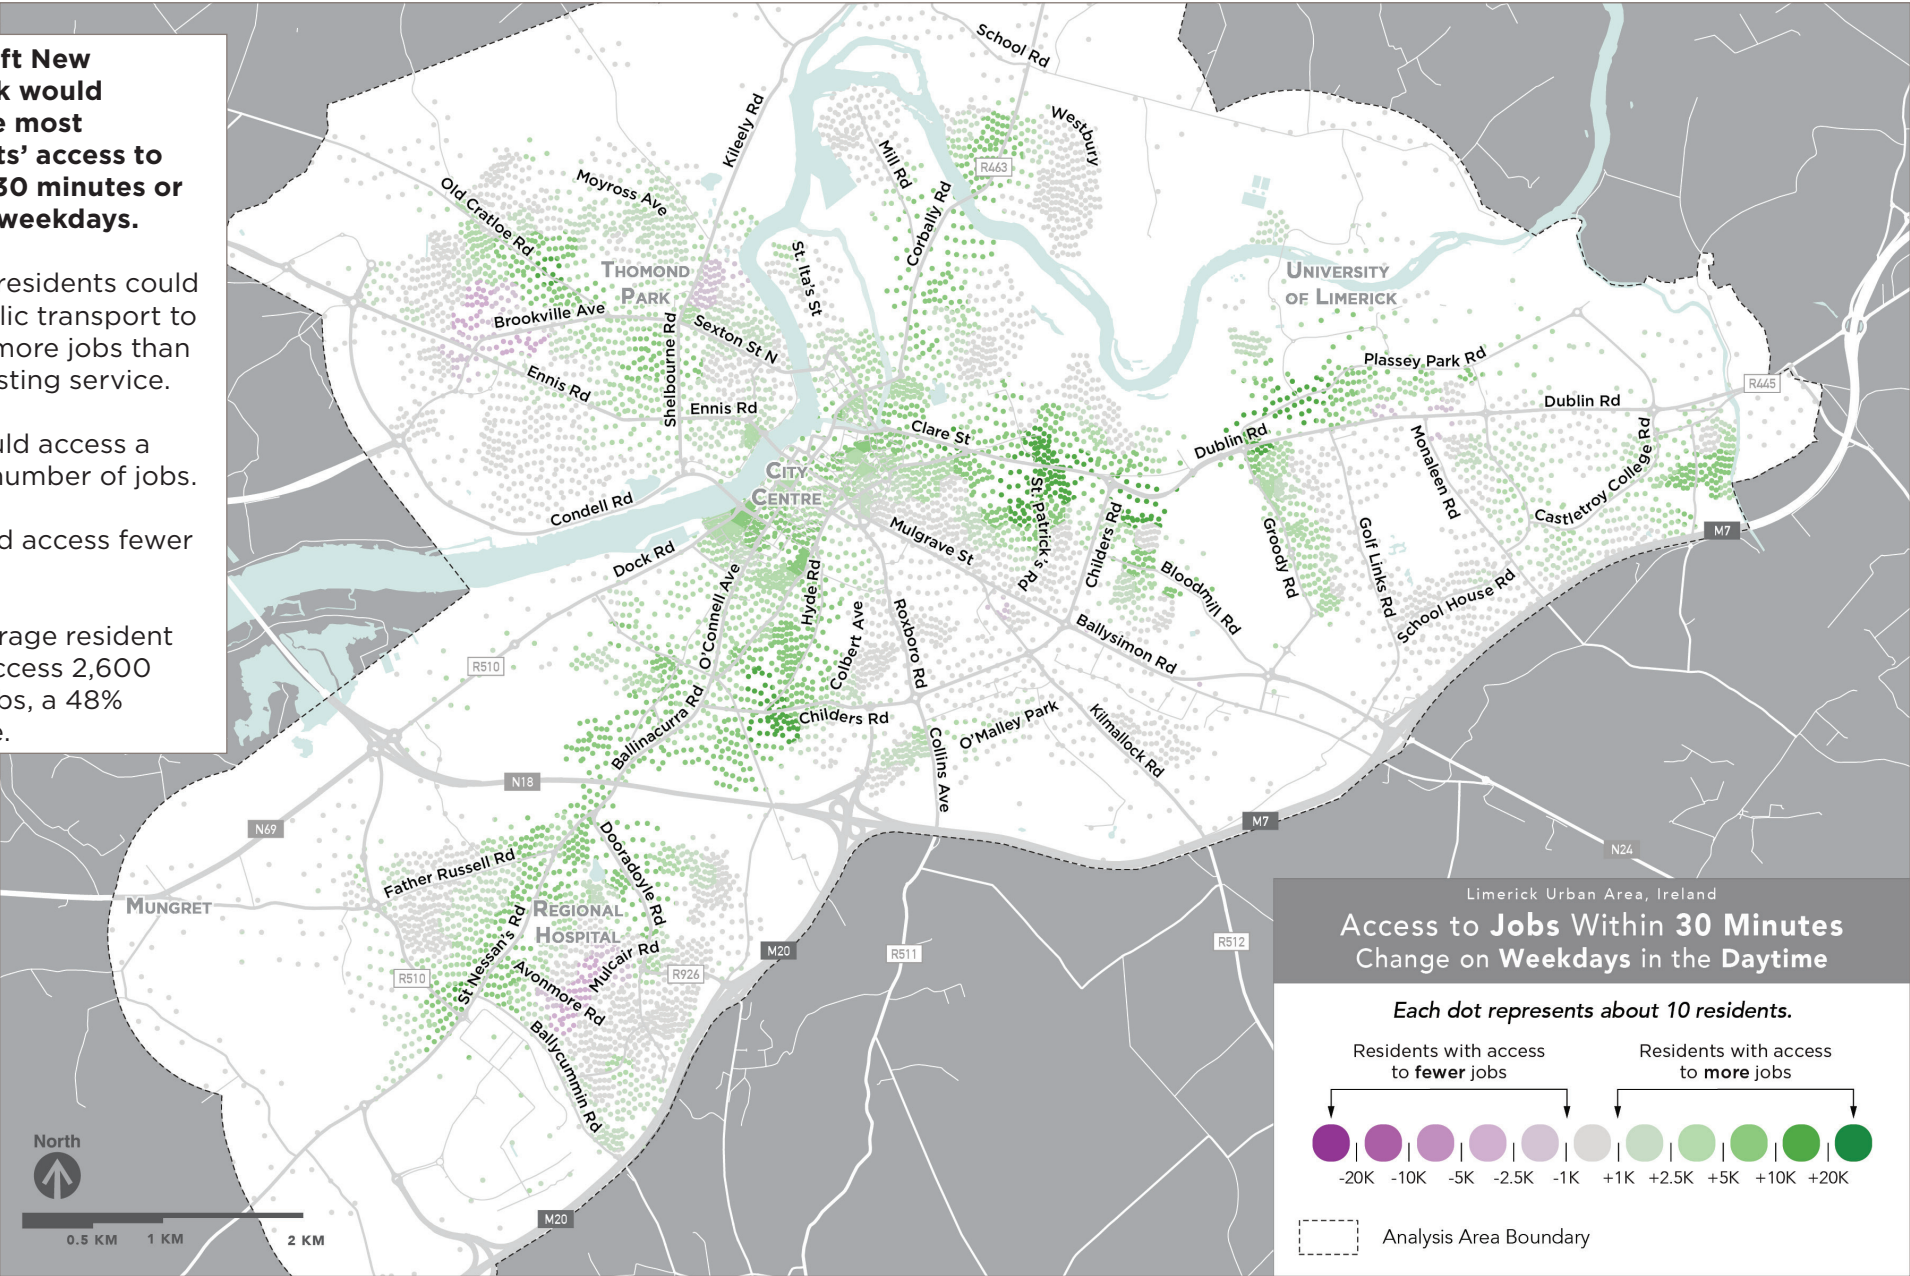 ft New
k would
e most
ts' access to
30 minutes or
weekdays.
residents could
lic transport to
more jobs than
sting service.
uld access a
number of jobs.
d access fewer
rage resident
ccess 2,600
bs, a 48%
e.
School Rd
Westbury
Kileely Rd
Mill Rd
R463
Corbally Rd
Moyross Ave
Old Cratloe Rd
THOMOND
PARK
St. Ita's St
UNIVERSITY
OF LIMERICK
Brookville Ave
Shelbourne Rd
Sexton St N
Plassey Park Rd
Ennis Rd
Ennis Rd
R445
Dublin Rd
Clare St
Dublin Rd
Monalen Rd
Castletroy College Rd
CITY
CENTRE
Condell Rd
St. Patrick's Rd
Childers Rd
Mulgrave St
Groody Rd
Golf Links Rd
M7
Dock Rd
O'Connell Ave
Hyde Rd
Colbert Ave
Roxboro Rd
Bloodmill Rd
School House Rd
Ballysimon Rd
R510
Ballinacurra Rd
Childers Rd
Collins Ave
O'Malley Park
Kilmallock Rd
N18
N69
M7
N24
Father Russell Rd
Dooradoyle Rd
MUNGRET
REGIONAL
HOSPITAL
St Nessan's Rd
Mulcair Rd
Avonmore Rd
R510
R926
M20
R511
R512
Ballycummin Rd
M20
North
0.5 KM
1 KM
2 KM
Limerick Urban Area, Ireland
Access to Jobs Within 30 Minutes
Change on Weekdays in the Daytime
Each dot represents about 10 residents.
Residents with access
to fewer jobs
Residents with access
to more jobs
-20K -10K -5K -2.5K -1K +1K +2.5K +5K +10K +20K
Analysis Area Boundary